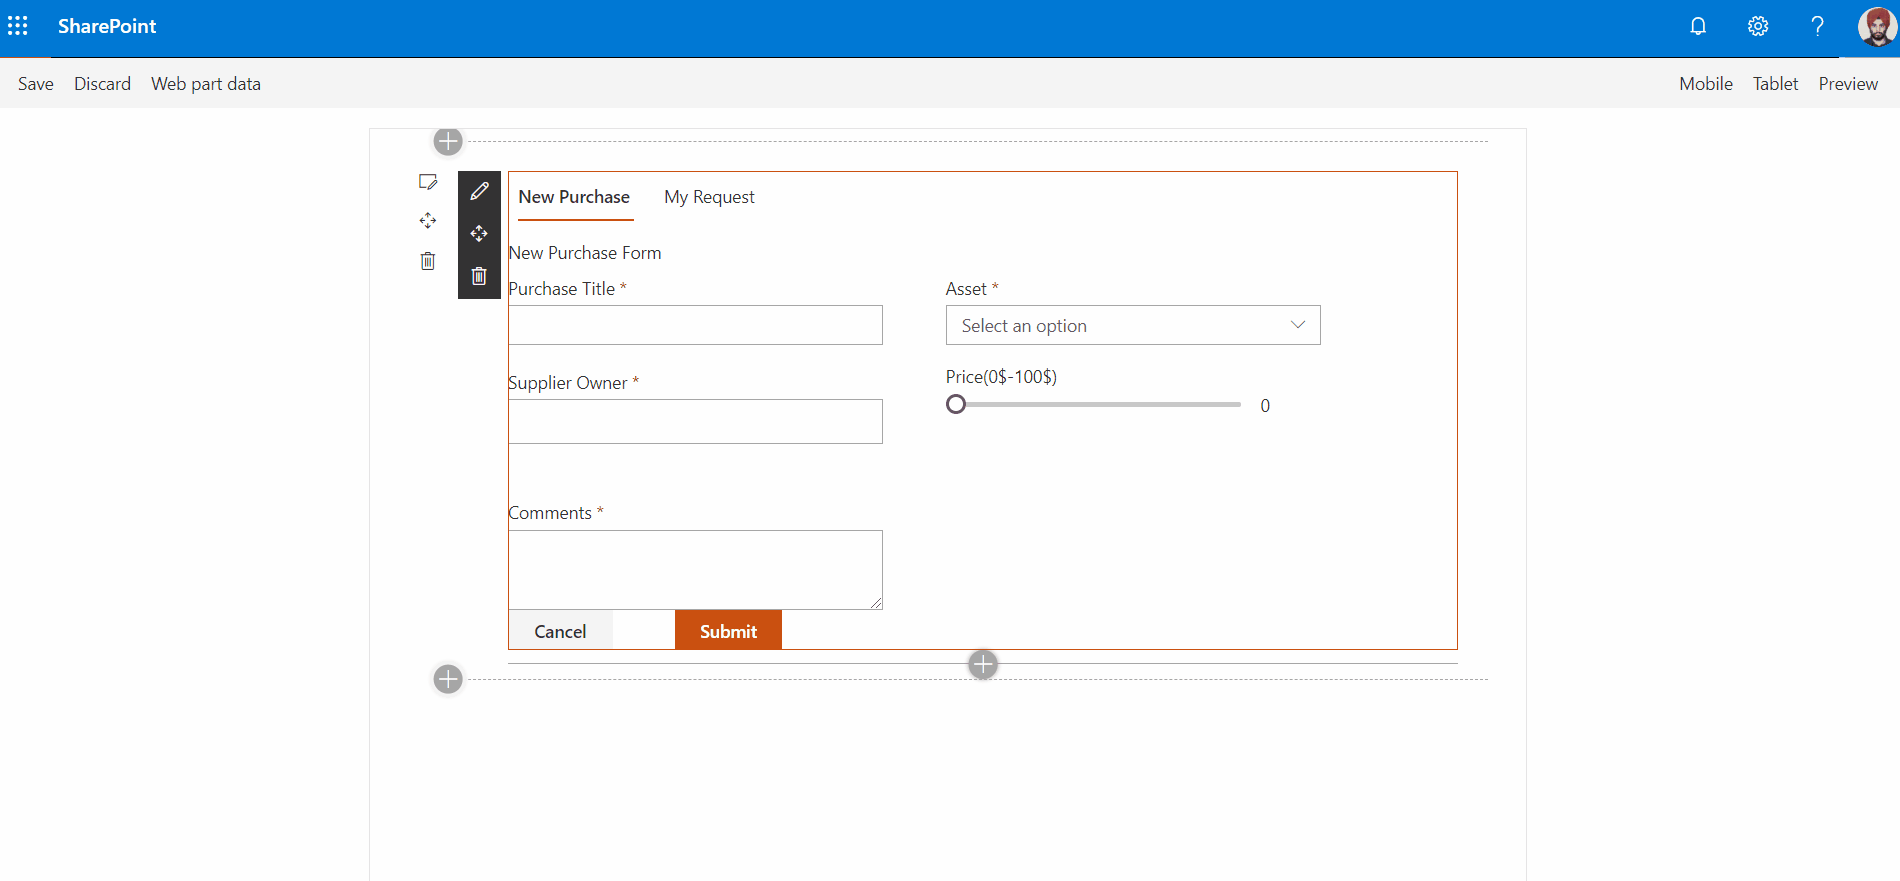 SharePoint
Save Discard Web part data Mobile Tablet Preview
New Purchase My Request
New Purchase Form
Purchase Title *
Asset *
Select an option
Supplier Owner *
Price(0$-100$)
0
Comments *
Cancel Submit